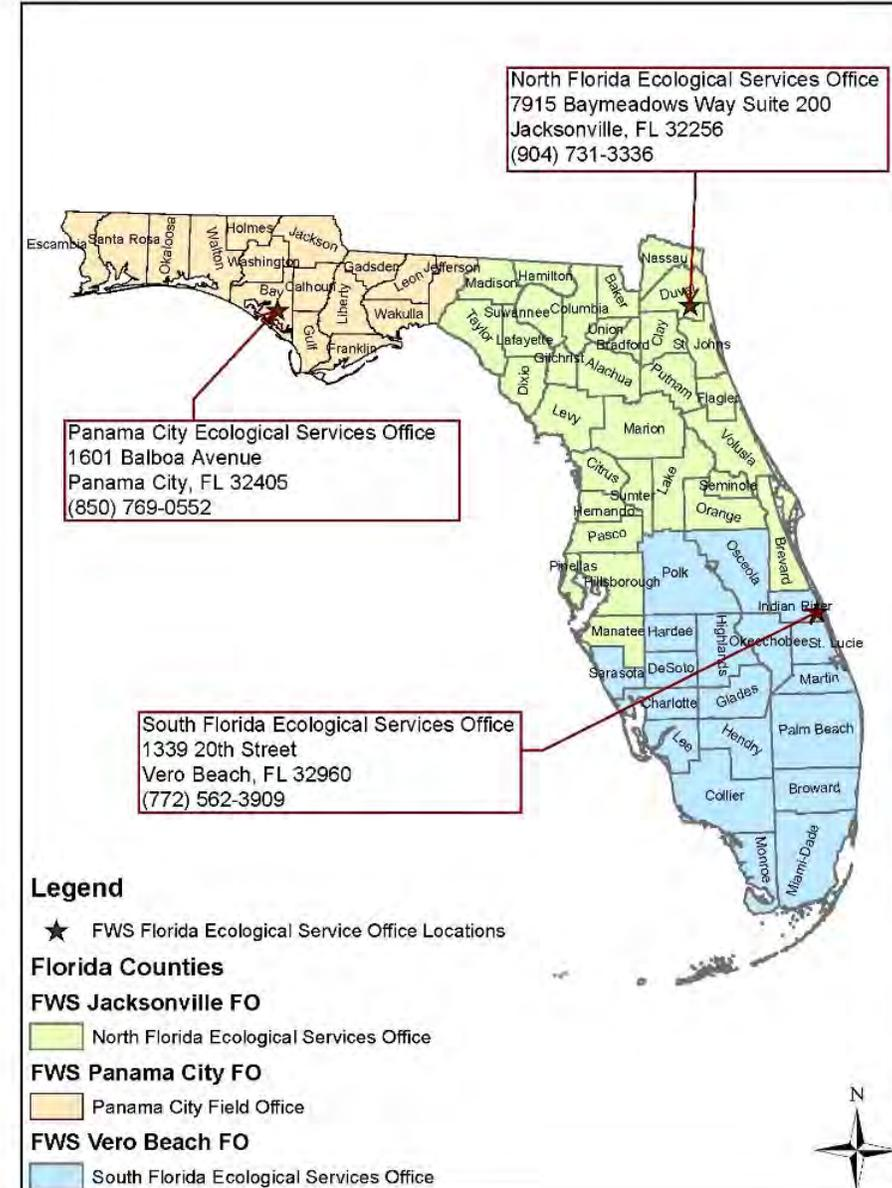 North Florida Ecological Services Office
7915 Baymeadows Way Suite 200
Jacksonville, FL 32256
(904) 731-3336
Escambia
Santa Rosa
Okaloosa
Walton
Holmes
Jackson
Washington
Bay
Calhoun
Gulf
Liberty
Gadsden
Leon
Jefferson
Wakulla
Franklin
Madison
Hamilton
Taylor
Suwannee
Lafayette
Columbia
Baker
Nassau
Duval
Union
Bradford
Clay
St. Johns
Dixie
Gilchrist
Alachua
Putnam
Flagler
Levy
Marion
Volusia
Citrus
Sumter
Lake
Seminole
Hernando
Orange
Pasco
Pinellas
Hillsborough
Polk
Osceola
Brevard
Indian River
Manatee
Hardee
Highlands
Okeechobee
St. Lucie
Sarasota
DeSoto
Martin
Charlotte
Glades
Lee
Hendry
Palm Beach
Collier
Broward
Monroe
Miami-Dade
Panama City Ecological Services Office
1601 Balboa Avenue
Panama City, FL 32405
(850) 769-0552
South Florida Ecological Services Office
1339 20th Street
Vero Beach, FL 32960
(772) 562-3909
Legend
FWS Florida Ecological Service Office Locations
Florida Counties
FWS Jacksonville FO
North Florida Ecological Services Office
FWS Panama City FO
Panama City Field Office
FWS Vero Beach FO
South Florida Ecological Services Office
N